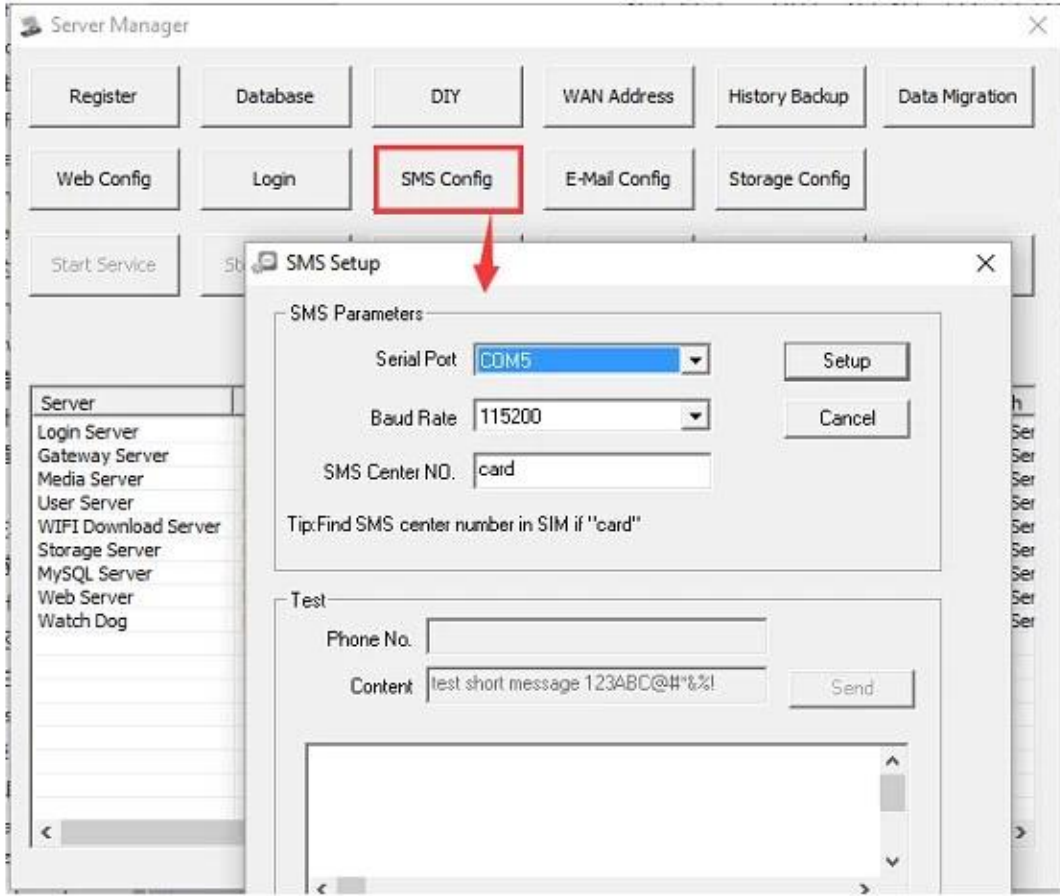 Server Manager
Register Database DIY WAN Address History Backup Data Migration
Web Config Login SMS Config E-Mail Config Storage Config
Start Service
SMS Setup
SMS Parameters
Serial Port COM5 Setup
Baud Rate 115200 Cancel
SMS Center NO. card
Tip:Find SMS center number in SIM if "card"
Server
Login Server
Gateway Server
Media Server
User Server
WIFI Download Server
Storage Server
MySQL Server
Web Server
Watch Dog
Test
Phone No.
Content test short message 123ABC@#*&%!
Send